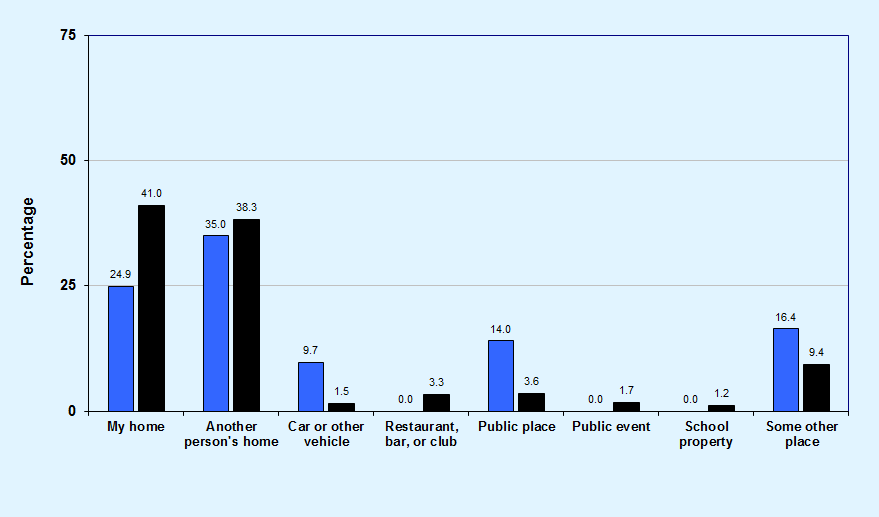 75
50
25
0
Percentage
24.9
41.0
35.0
38.3
9.7
1.5
0.0
3.3
14.0
3.6
0.0
1.7
0.0
1.2
16.4
9.4
My home
Another
person's home
Car or other
vehicle
Restaurant,
bar, or club
Public place
Public event
School
property
Some other
place